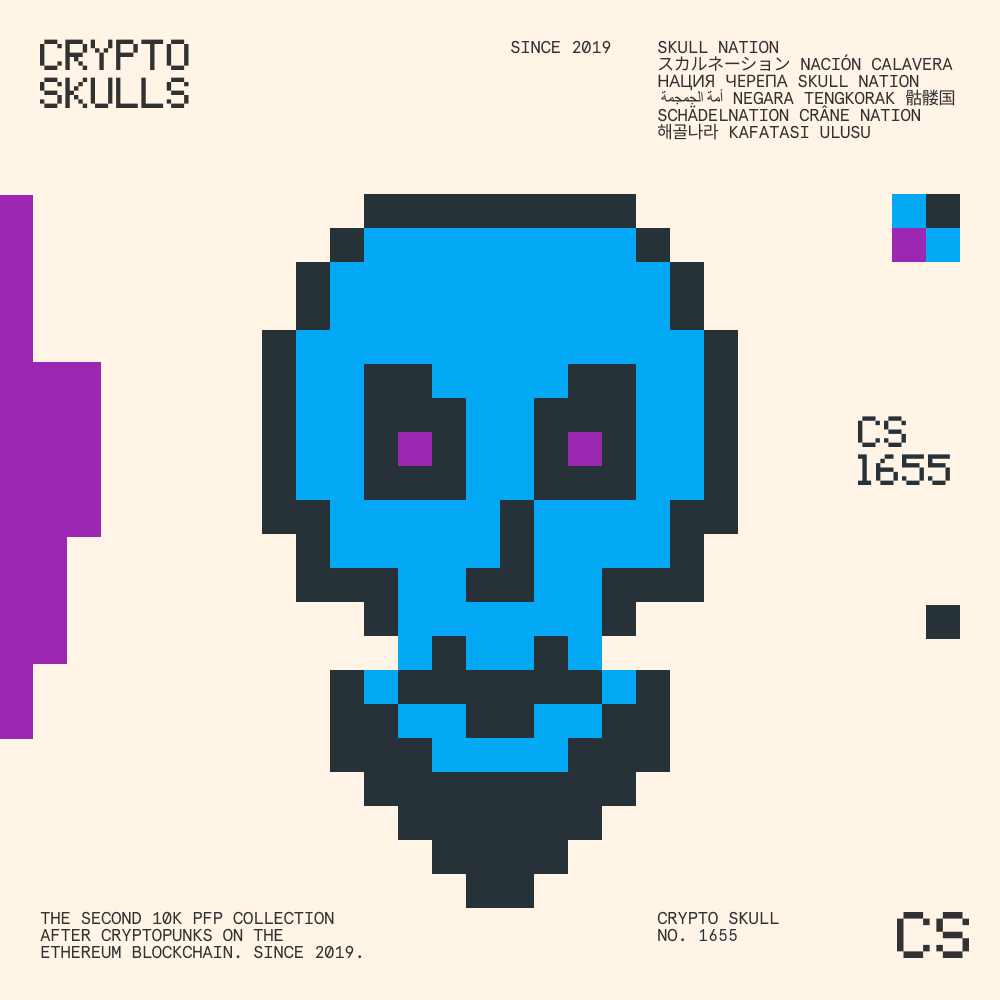 CRYPTO
SKULLS
SINCE 2019
SKULL NATION
スカルネーション NACIÓN CALAVERA
НАЦИЯ ЧЕРЕПА SKULL NATION
أمة الجمجمة NEGARA TENGKORAK 骷髅国
SCHÄDELNATION CRÂNE NATION
해골나라 KAFATASI ULUSU
CS
1655
THE SECOND 10K PFP COLLECTION
AFTER CRYPTOPUNKS ON THE
ETHEREUM BLOCKCHAIN. SINCE 2019.
CRYPTO SKULL
NO. 1655
CS